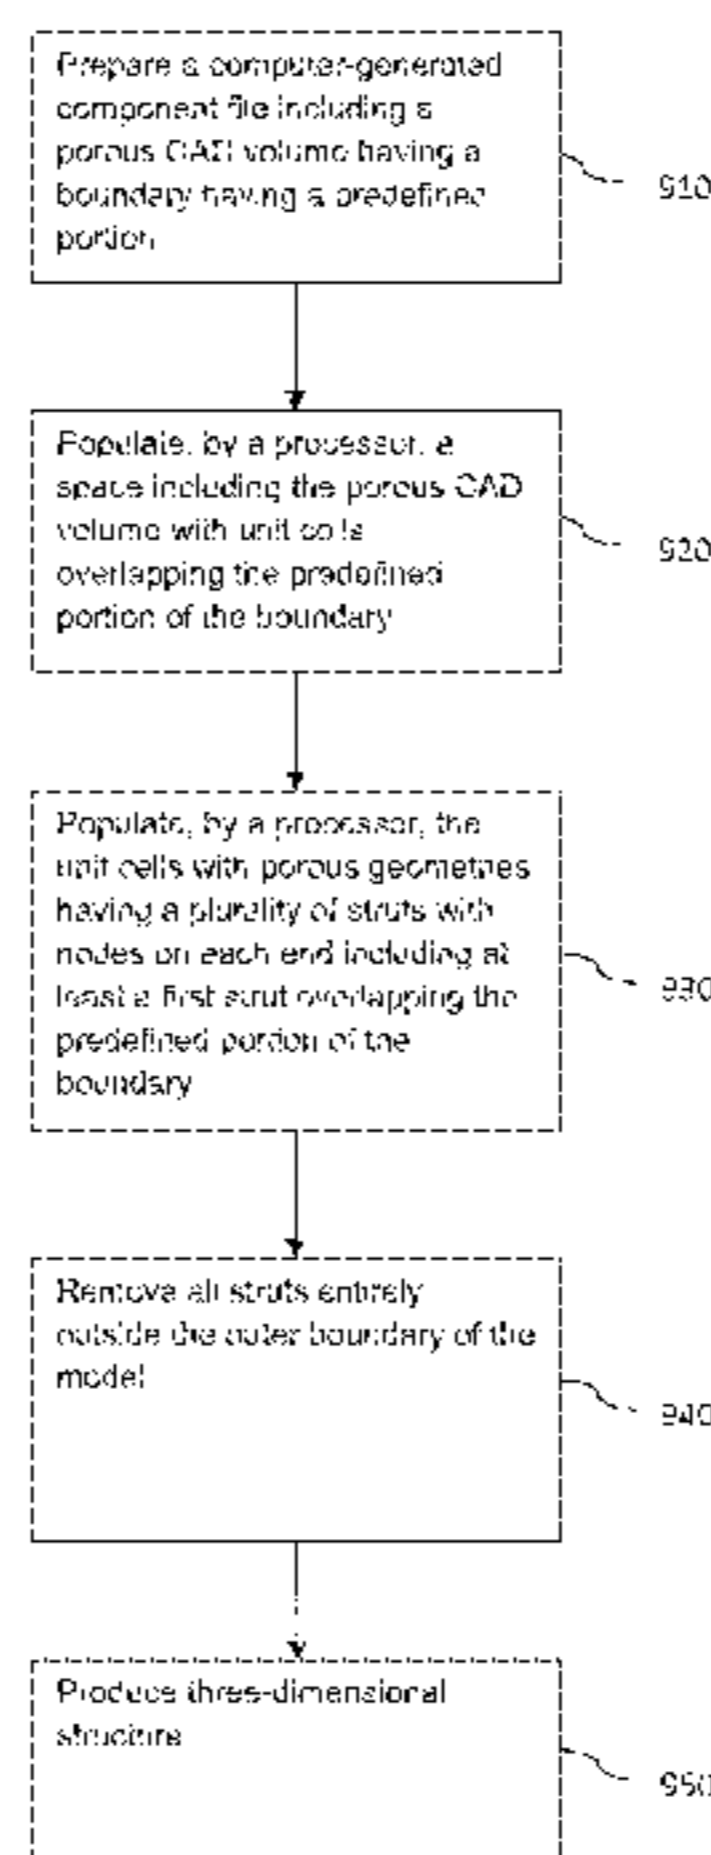 Prepare a computer-generated
component file including a
porous CAD volume having a
boundary having a predefined
portion
910
Populate, by a processor, a
space including the porous CAD
volume with unit cells
overlapping the predefined
portion of the boundary
920
Populate, by a processor, the
unit cells with porous geometries
having a plurality of struts with
nodes on each end including at
least a first strut overlapping the
predefined portion of the
boundary
930
Remove all struts entirely
outside the outer boundary of the
model
940
Produce three-dimensional
structure
950